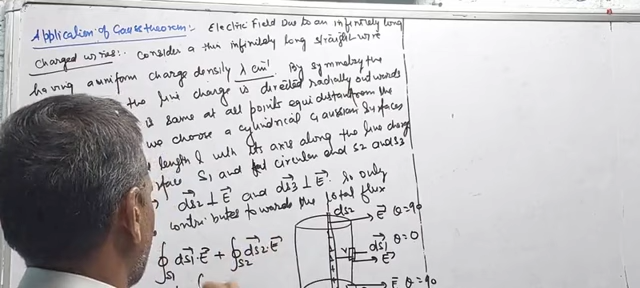 Application of Gauss theorem:- Electric Field Due to an infinitely long
charged wries:- Consider a thin infinitely long straight wire
having a uniform charge density λ cm⁻¹. By symmetry the
the line charge is directed radially outwards
is same at all points equidistant from the
we choose a cylindrical Gaussian Surfaces
length l with its axis along the line charge
face S1 and flat circular end S2 and S3
ds2 ⊥ E and ds3 ⊥ E. So only
contributes towards the total flux
∮S1 ds1·E + ∮S2 ds2·E
ds2
E θ=90
ds1 θ=0
E
E θ=90